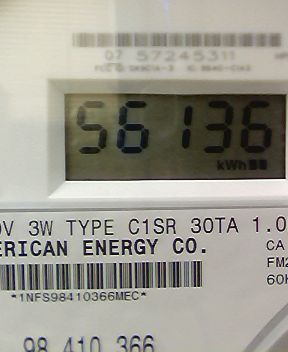 07 57245311
56136
kWh
0V 3W TYPE C1SR 30TA 1.0
ERICAN ENERGY CO.
CA
FM2
60H
*1NFS98410366MEC*
98 410 366